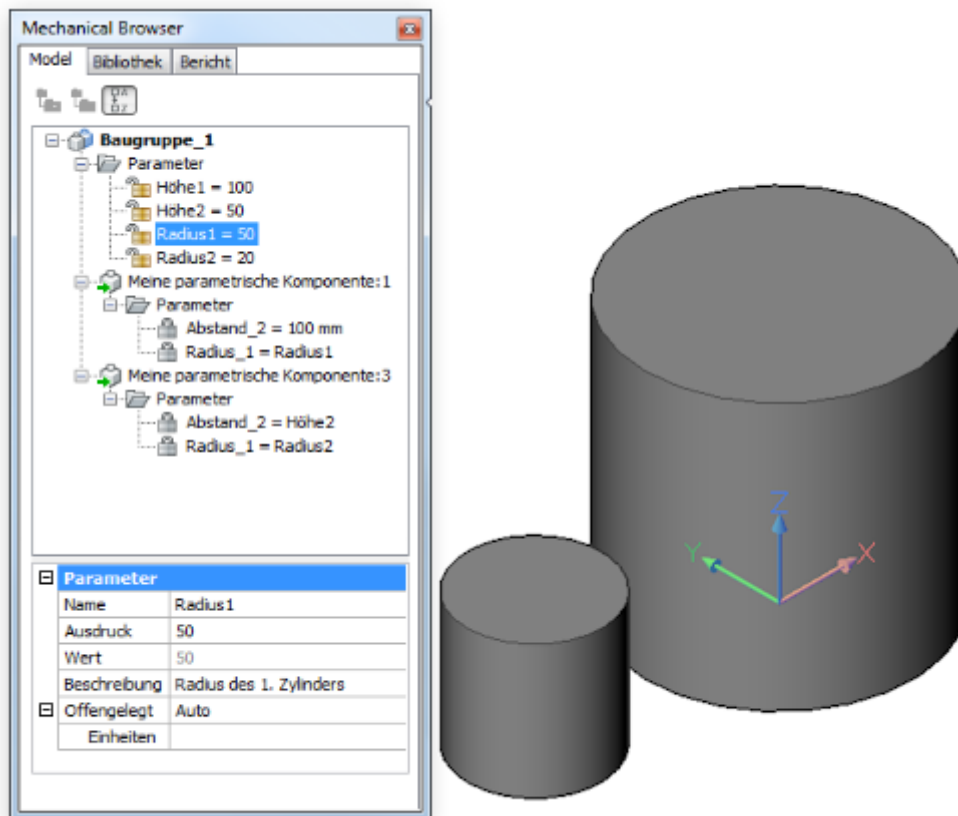 Mechanical Browser
Model Bibliothek Bericht
Baugruppe_1
Parameter
Höhe1 = 100
Höhe2 = 50
Radius1 = 50
Radius2 = 20
Meine parametrische Komponente:1
Parameter
Abstand_2 = 100 mm
Radius_1 = Radius1
Meine parametrische Komponente:3
Parameter
Abstand_2 = Höhe2
Radius_1 = Radius2
Z
Y X
Parameter
Name Radius1
Ausdruck 50
Wert 50
Beschreibung Radius des 1. Zylinders
Offengelegt Auto
Einheiten